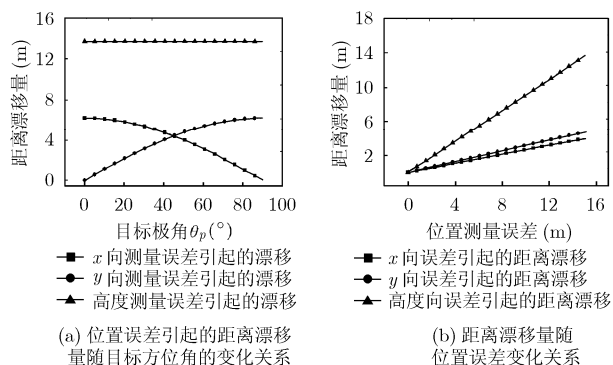 16
12
8
4
0
距离漂移量 (m)
0 20 40 60 80 100
目标极角θp(°)
x 向测量误差引起的漂移
y 向测量误差引起的漂移
高度测量误差引起的漂移
(a) 位置误差引起的距离漂移
量随目标方位角的变化关系
18
14
10
6
2
距离漂移量 (m)
0 4 8 12 16
位置测量误差 (m)
x 向误差引起的距离漂移
y 向误差引起的距离漂移
高度向误差引起的距离漂移
(b) 距离漂移量随
位置误差变化关系